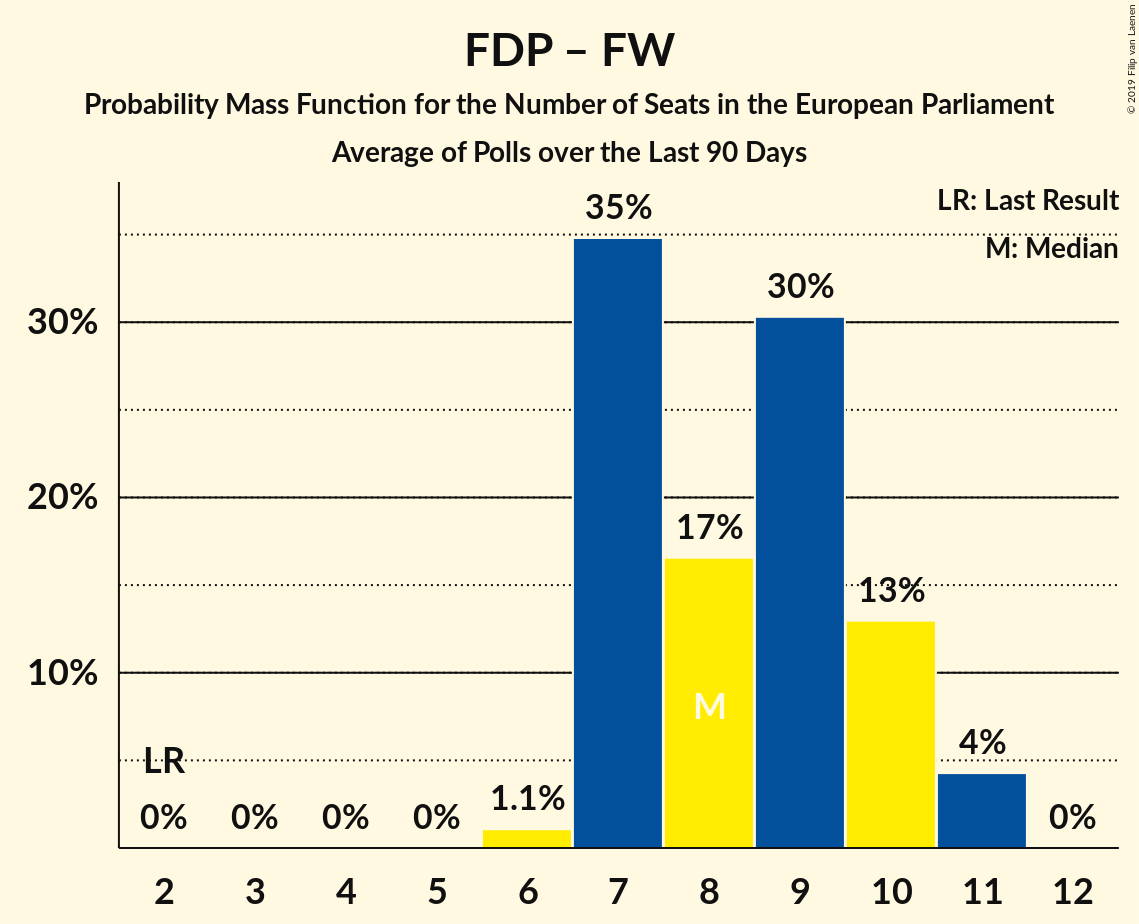 FDP – FW
Probability Mass Function for the Number of Seats in the European Parliament
Average of Polls over the Last 90 Days
© 2019 Filip van Laenen
LR: Last Result
M: Median
35%
30%
30%
20%
17%
13%
10%
M
LR
4%
1.1%
0%
0%
0%
0%
0%
2 3 4 5 6 7 8 9 10 11 12